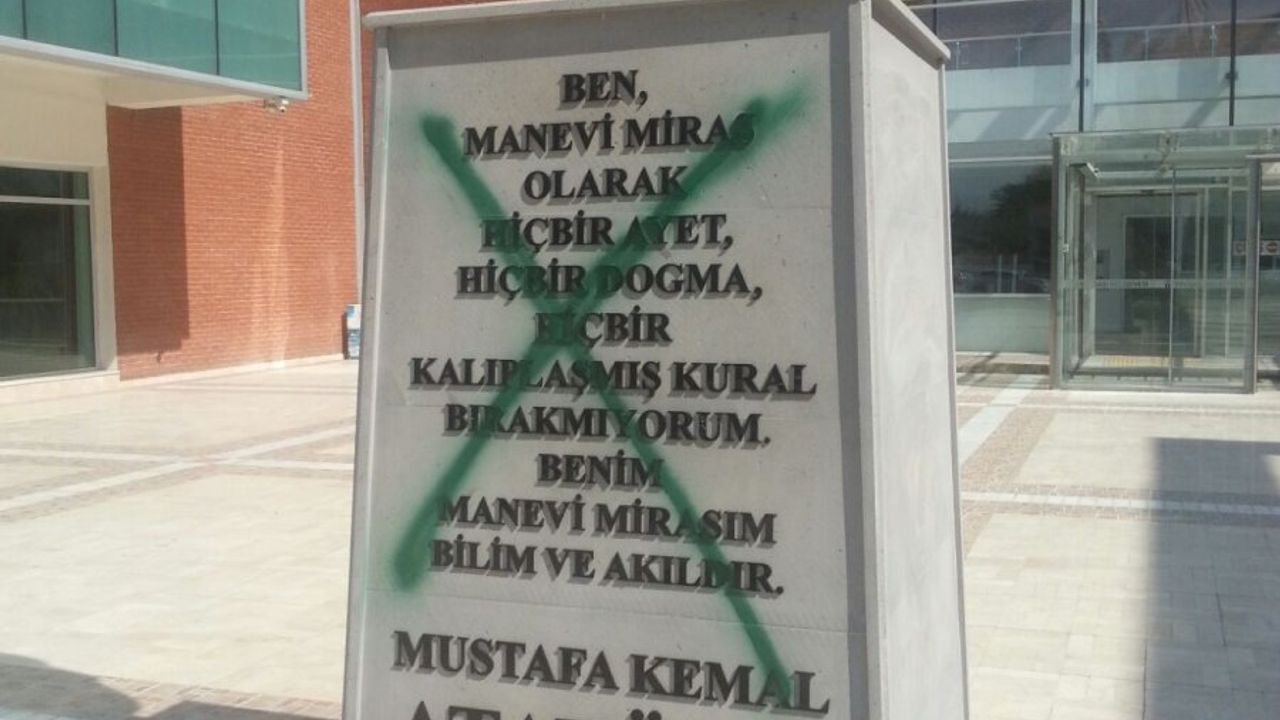 BEN,
MANEVİ MİRAS
OLARAK
HİÇBİR AYET,
HİÇBİR DOGMA,
HİÇBİR
KALIPLAŞMIŞ KURAL
BIRAKMIYORUM.
BENİM
MANEVİ MİRASIM
BİLİM VE AKILDIR.
MUSTAFA KEMAL